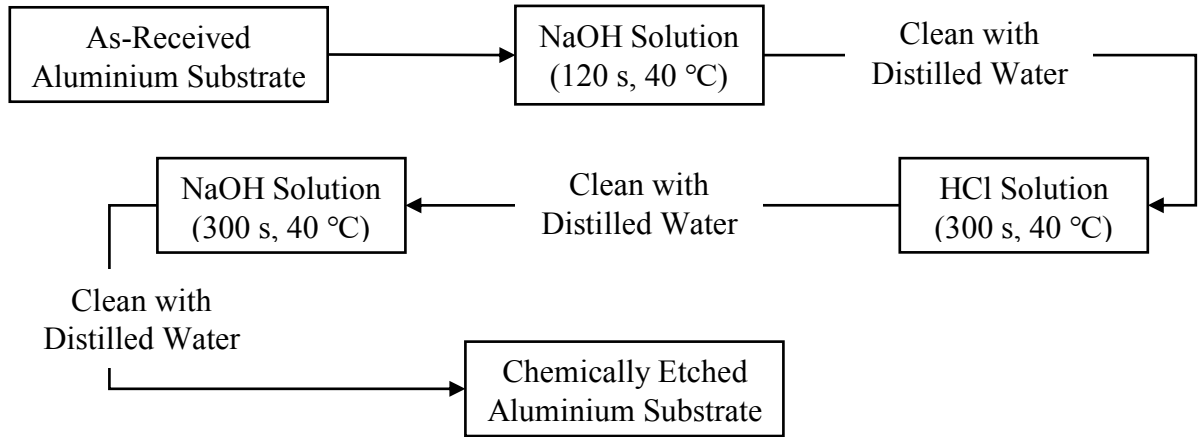 As-Received
Aluminium Substrate
NaOH Solution
(120 s, 40 ℃)
Clean with
Distilled Water
HCl Solution
(300 s, 40 ℃)
Clean with
Distilled Water
NaOH Solution
(300 s, 40 ℃)
Clean with
Distilled Water
Chemically Etched
Aluminium Substrate